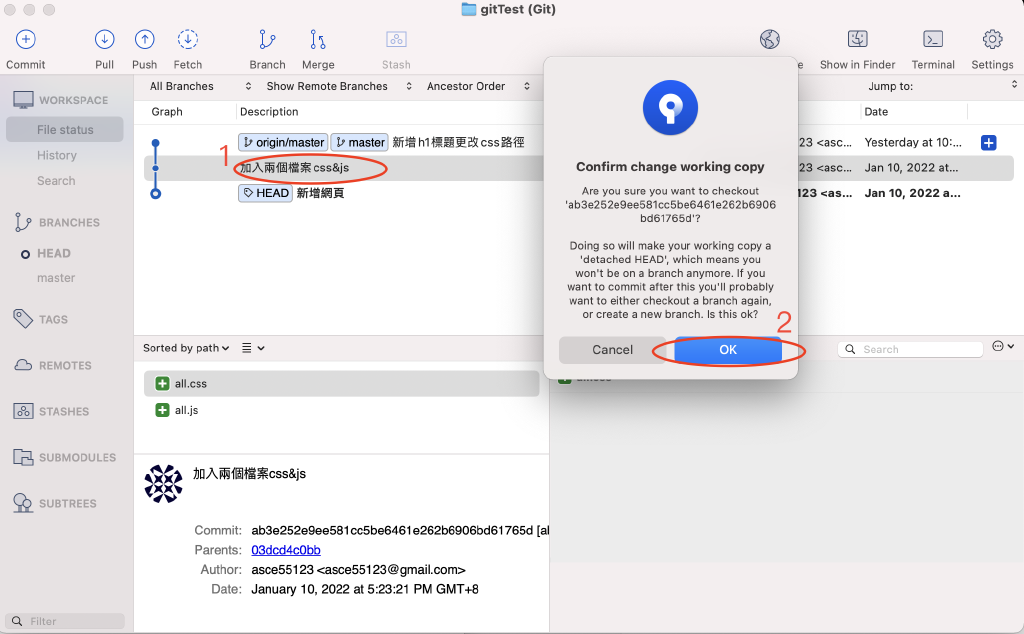 gitTest (Git)
Commit
Pull
Push
Fetch
Branch
Merge
Stash
Show in Finder
Terminal
Settings
WORKSPACE
File status
History
Search
BRANCHES
HEAD
master
TAGS
REMOTES
STASHES
SUBMODULES
SUBTREES
Filter
All Branches
Show Remote Branches
Ancestor Order
Jump to:
Graph
Description
Date
origin/master master 新增h1標題更改css路徑
23 <asc... Yesterday at 10:...
1
加入兩個檔案css&js
23 <asc... Jan 10, 2022 at...
HEAD 新增網頁
123 <as... Jan 10, 2022 a...
Confirm change working copy
Are you sure you want to checkout
'ab3e252e9ee581cc5be6461e262b6906
bd61765d'?
Doing so will make your working copy a
'detached HEAD', which means you
won't be on a branch anymore. If you
want to commit after this you'll probably
want to either checkout a branch again,
or create a new branch. Is this ok?
2
Cancel
OK
Sorted by path
Search
all.css
all.js
加入兩個檔案css&js
Commit: ab3e252e9ee581cc5be6461e262b6906bd61765d [al
Parents: 03dcd4c0bb
Author: asce55123 <asce55123@gmail.com>
Date: January 10, 2022 at 5:23:21 PM GMT+8